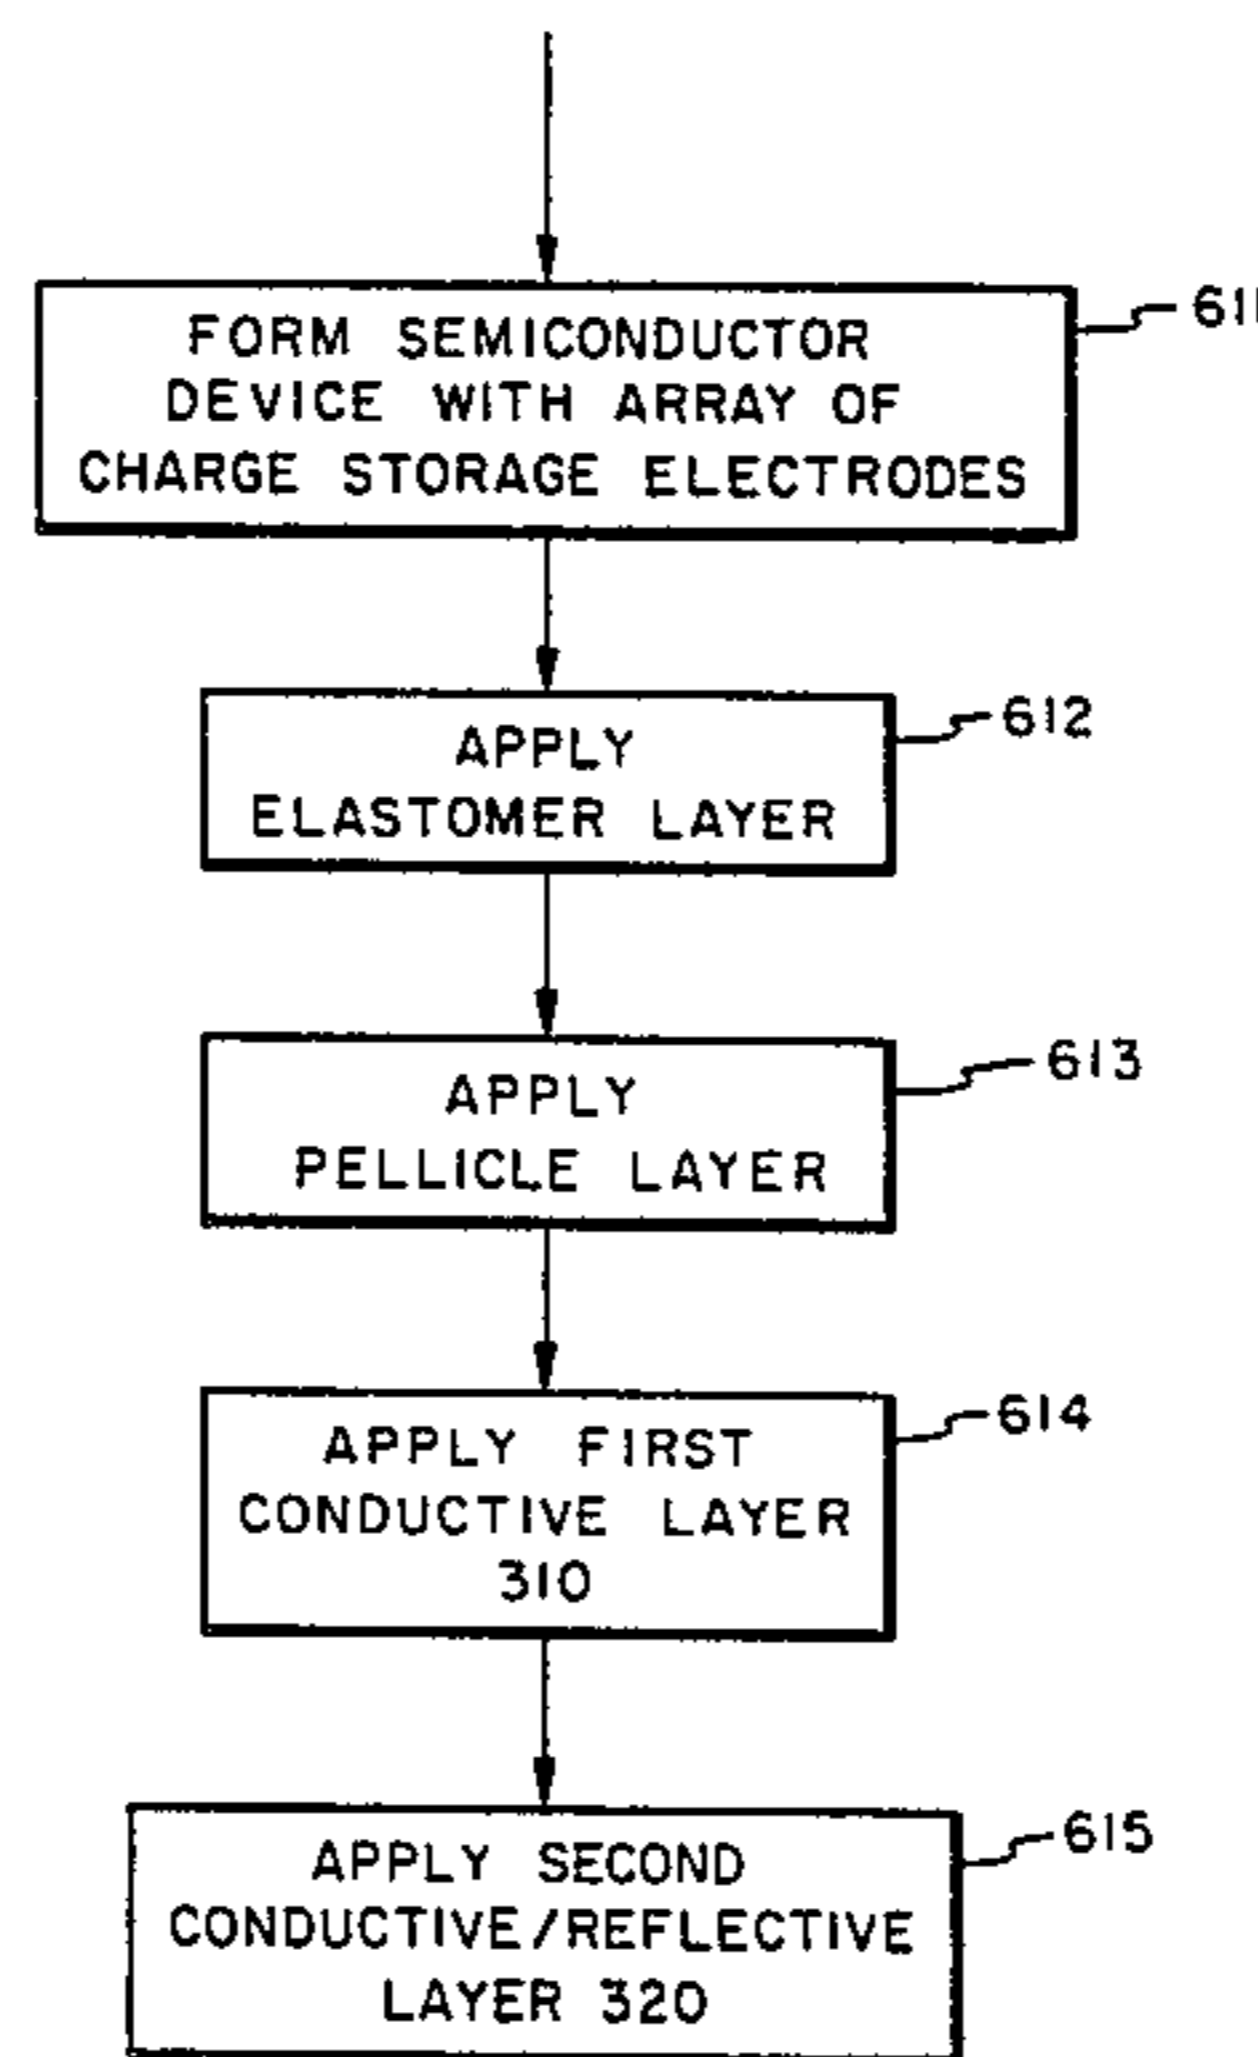 FORM SEMICONDUCTOR
DEVICE WITH ARRAY OF
CHARGE STORAGE ELECTRODES
611
APPLY
ELASTOMER LAYER
612
APPLY
PELLICLE LAYER
613
APPLY FIRST
CONDUCTIVE LAYER
310
614
APPLY SECOND
CONDUCTIVE/REFLECTIVE
LAYER 320
615